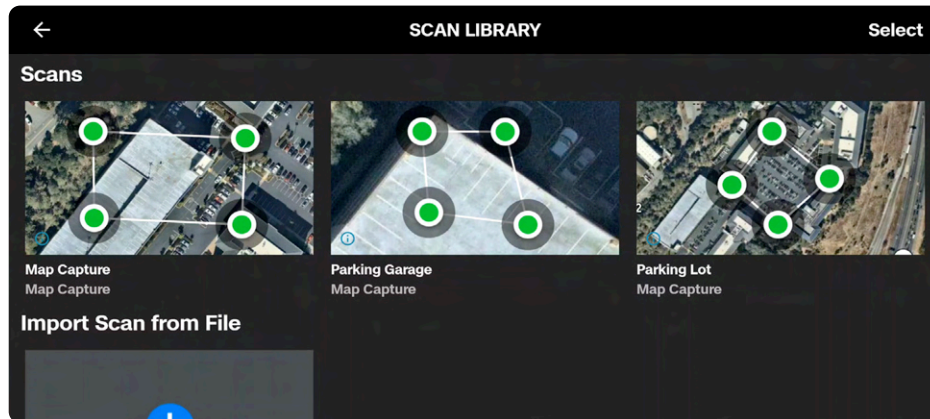 SCAN LIBRARY
Select
Scans
2
Map Capture
Map Capture
Parking Garage
Map Capture
Parking Lot
Map Capture
Import Scan from File